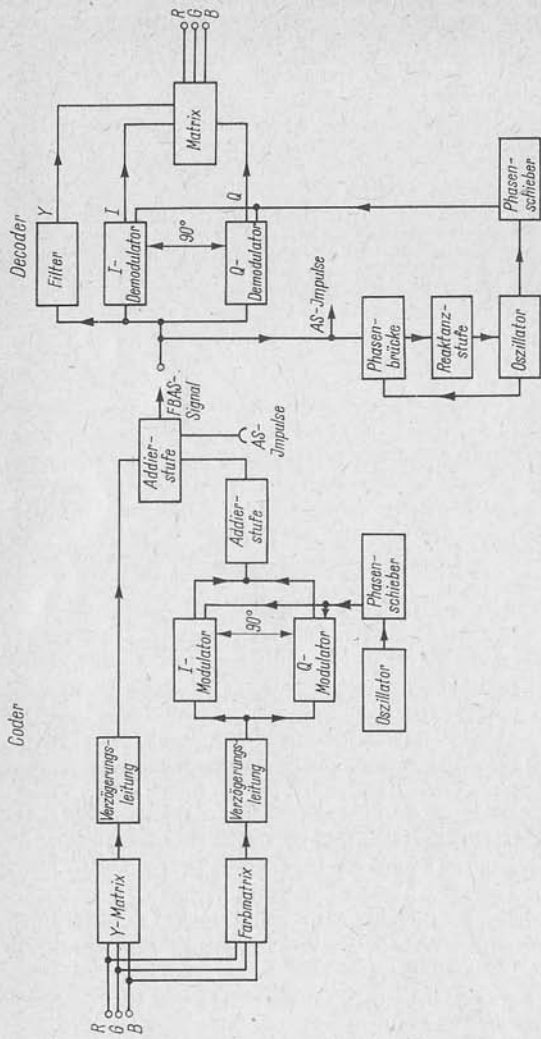 Coder
Decoder
R
G
B
Y-Matrix
Verzögerungs-
leitung
Farbmatrix
Verzögerungs-
leitung
I-
Modulator
90°
Q-
Modulator
Oszillator
Phasen-
schieber
Addier-
stufe
Addier-
stufe
FBAS-
Signal
AS-
Jmpulse
Filter
Y
I-
Demodulator
I
90°
Q-
Demodulator
Q
Matrix
R
G
B
AS-Jmpulse
Phasen-
brücke
Reaktanz-
stufe
Oszillator
Phasen-
schieber